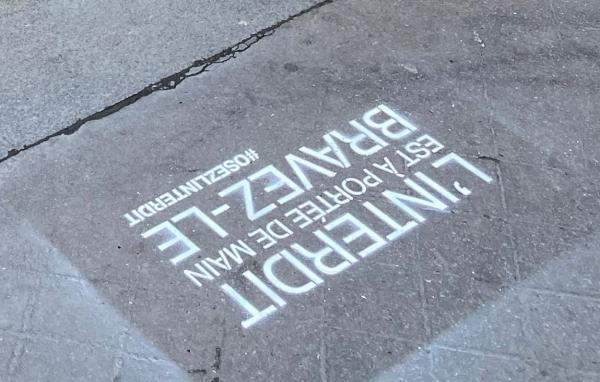 L'INTERDIT
EST À PORTÉE DE MAIN
BRAVEZ-LE
#OSEZLINTERDIT